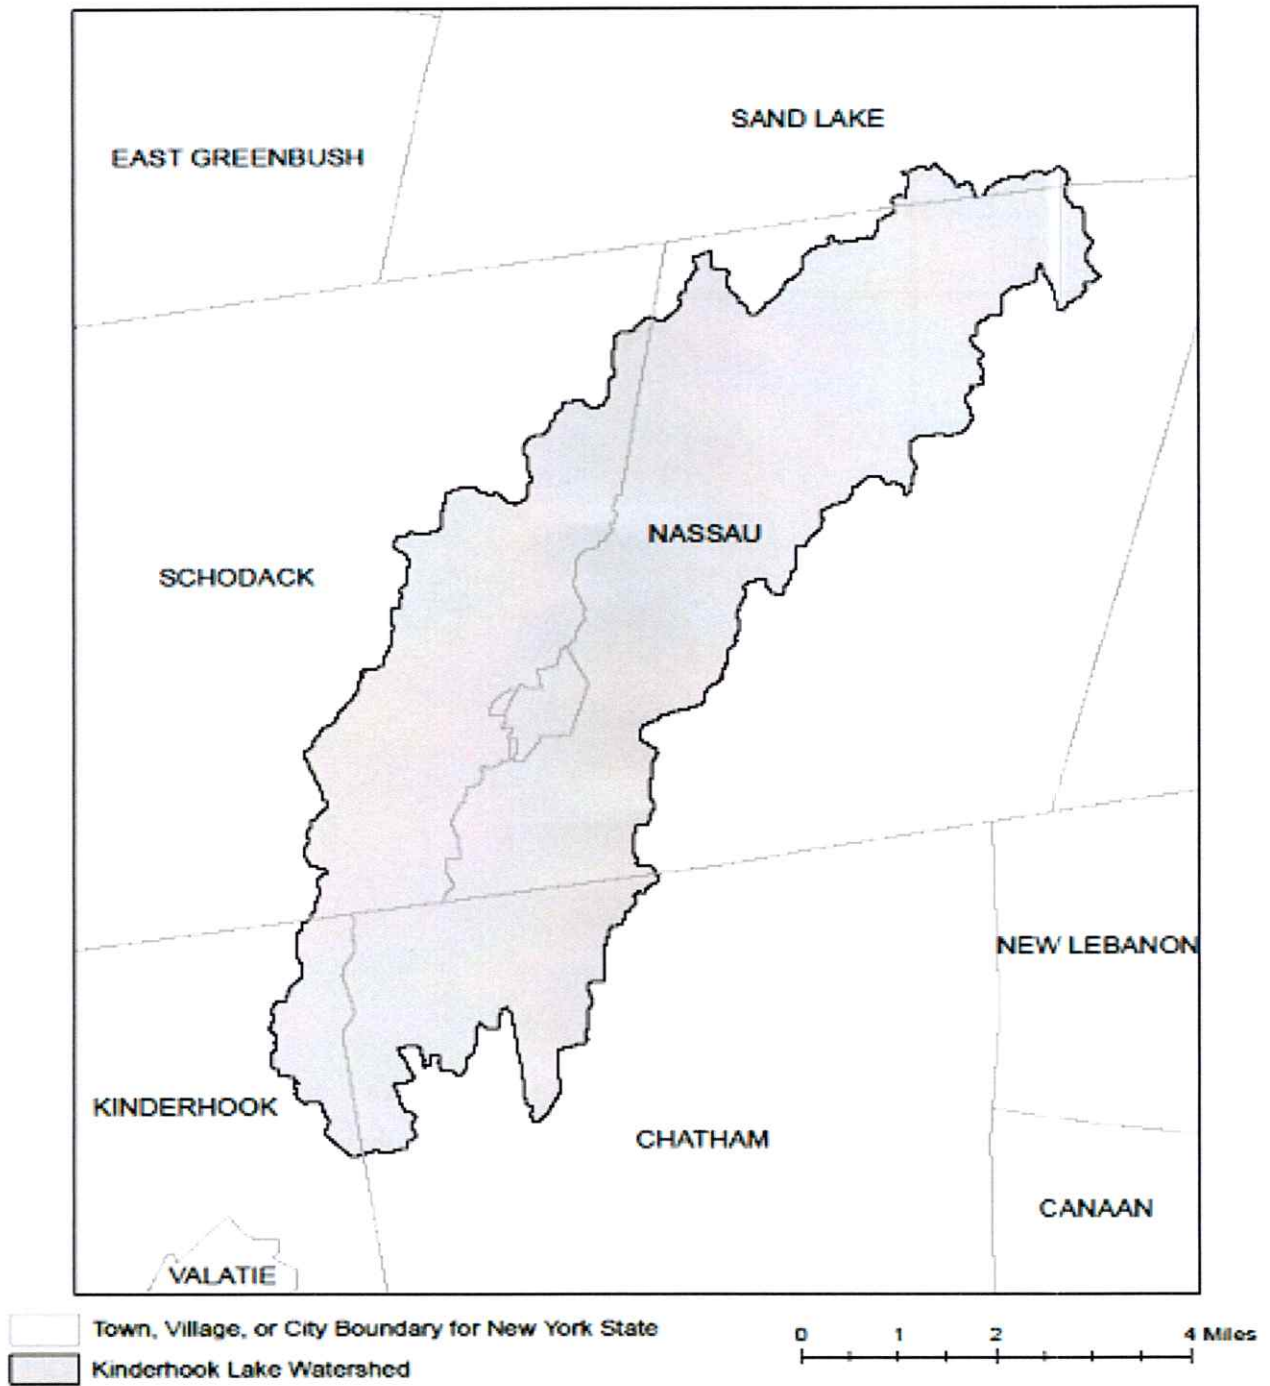 SAND LAKE
EAST GREENBUSH
NASSAU
SCHODACK
NEW LEBANON
KINDERHOOK
CHATHAM
CANAAN
VALATIE
Town, Village, or City Boundary for New York State
Kinderhook Lake Watershed
0 1 2 4 Miles